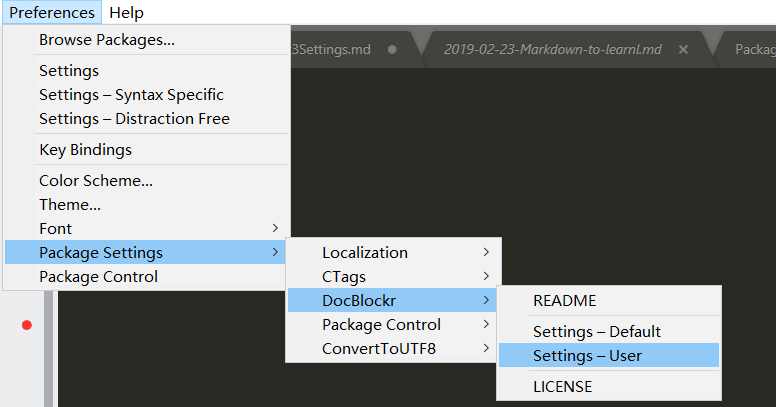 Preferences Help
Browse Packages...
3Settings.md 2019-02-23-Markdown-to-learnl.md Packag
Settings
Settings – Syntax Specific
Settings – Distraction Free
Key Bindings
Color Scheme...
Theme...
Font
Package Settings
Package Control
Localization
CTags
DocBlockr
Package Control
ConvertToUTF8
README
Settings – Default
Settings – User
LICENSE